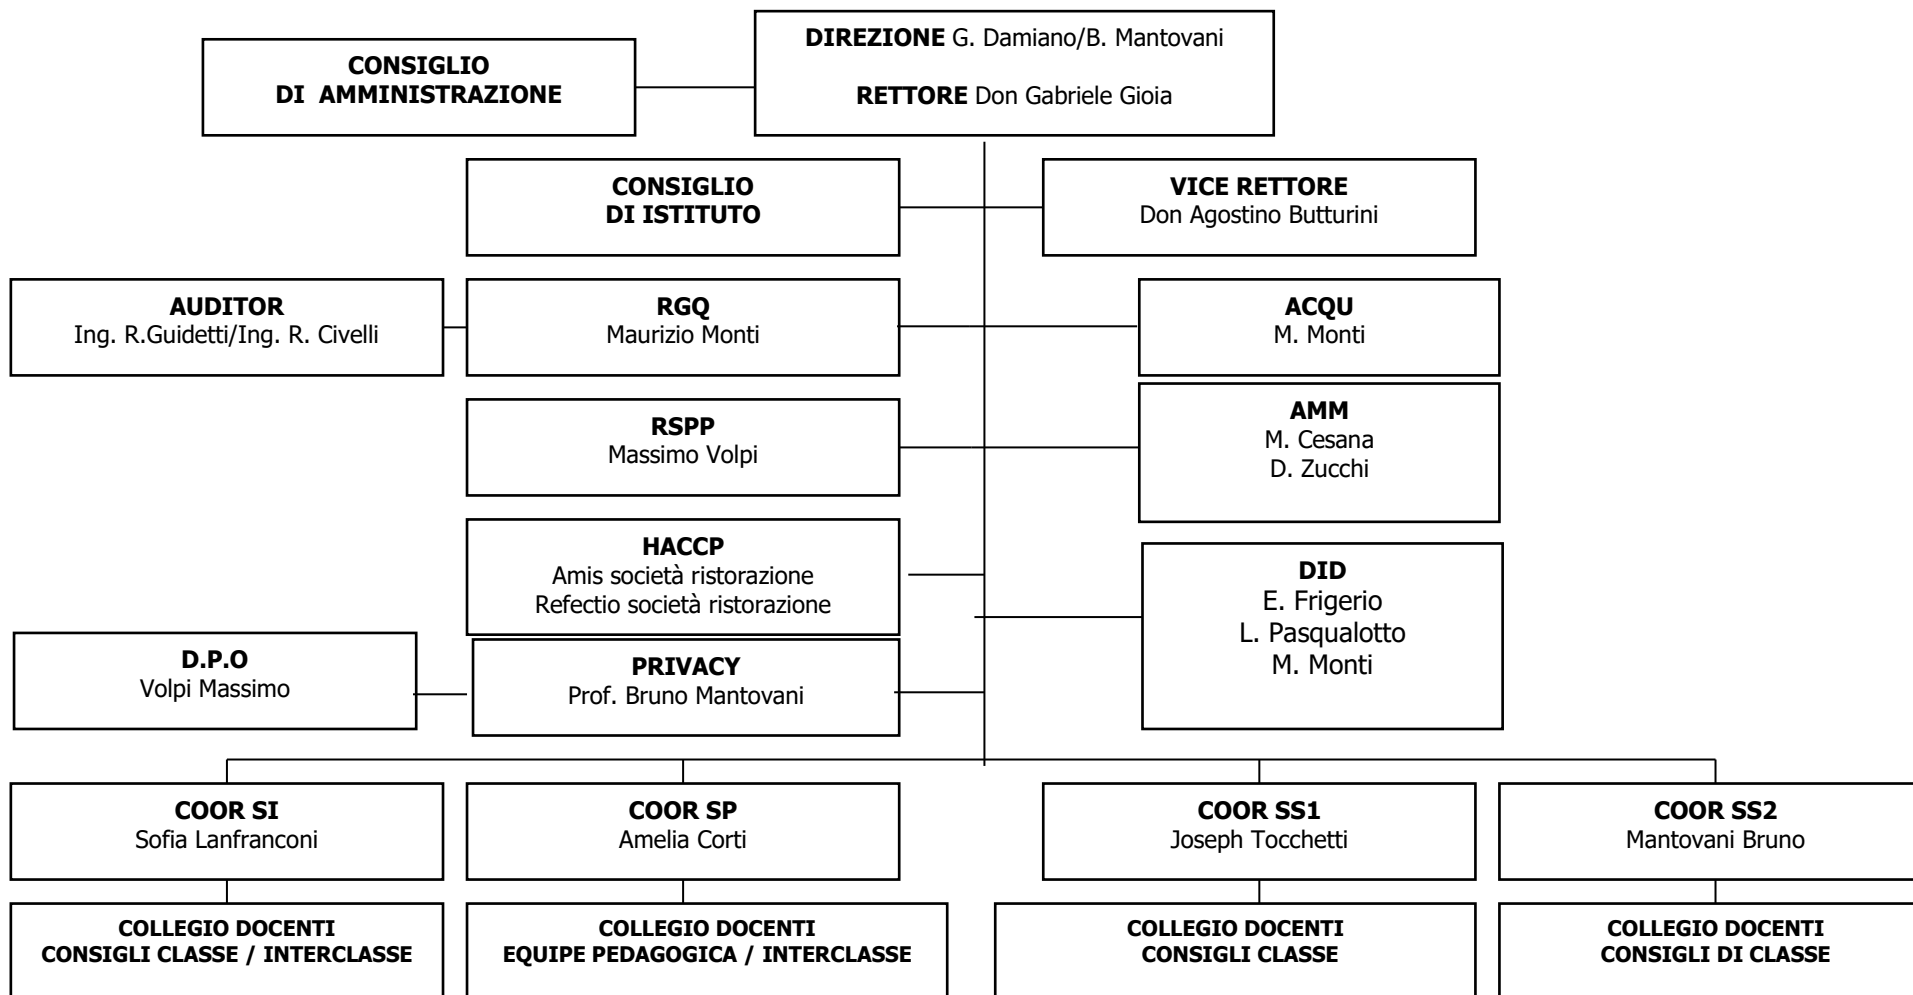 CONSIGLIO
DI AMMINISTRAZIONE
DIREZIONE G. Damiano/B. Mantovani
RETTORE Don Gabriele Gioia
CONSIGLIO
DI ISTITUTO
VICE RETTORE
Don Agostino Butturini
AUDITOR
Ing. R.Guidetti/Ing. R. Civelli
RGQ
Maurizio Monti
ACQU
M. Monti
RSPP
Massimo Volpi
AMM
M. Cesana
D. Zucchi
HACCP
Amis società ristorazione
Refectio società ristorazione
DID
E. Frigerio
L. Pasqualotto
M. Monti
D.P.O
Volpi Massimo
PRIVACY
Prof. Bruno Mantovani
COOR SI
Sofia Lanfranconi
COOR SP
Amelia Corti
COOR SS1
Joseph Tocchetti
COOR SS2
Mantovani Bruno
COLLEGIO DOCENTI
CONSIGLI CLASSE / INTERCLASSE
COLLEGIO DOCENTI
EQUIPE PEDAGOGICA / INTERCLASSE
COLLEGIO DOCENTI
CONSIGLI CLASSE
COLLEGIO DOCENTI
CONSIGLI DI CLASSE